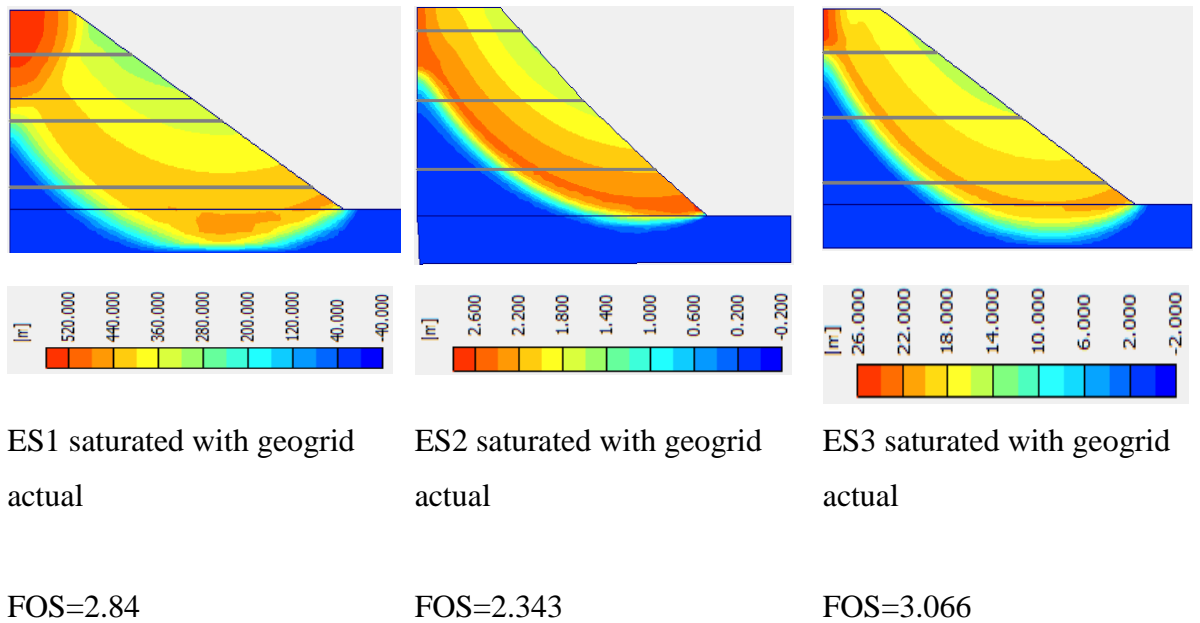 [m] 520.000 440.000 360.000 280.000 200.000 120.000 40.000 -40.000
[m] 2.600 2.200 1.800 1.400 1.000 0.600 0.200 -0.200
[m] 26.000 22.000 18.000 14.000 10.000 6.000 2.000 -2.000
ES1 saturated with geogrid
actual
FOS=2.84
ES2 saturated with geogrid
actual
FOS=2.343
ES3 saturated with geogrid
actual
FOS=3.066